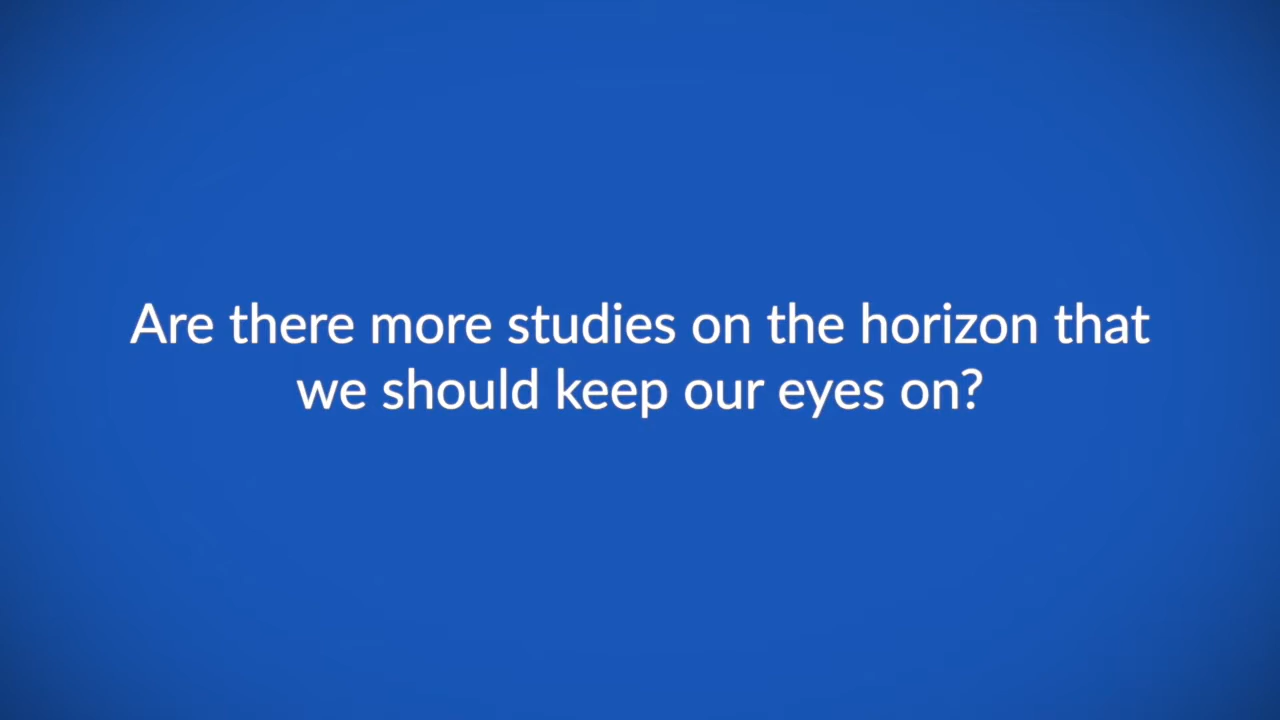 Are there more studies on the horizon that
we should keep our eyes on?